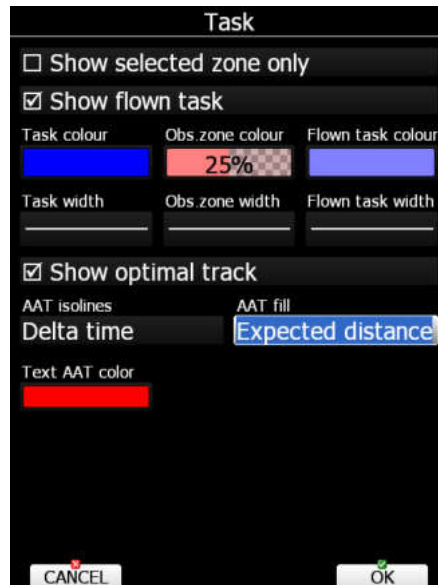 Task
Show selected zone only
Show flown task
Task colour Obs.zone colour Flown task colour
25%
Task width Obs.zone width Flown task width
Show optimal track
AAT isolines AAT fill
Delta time Expected distance
Text AAT color
CANCEL OK